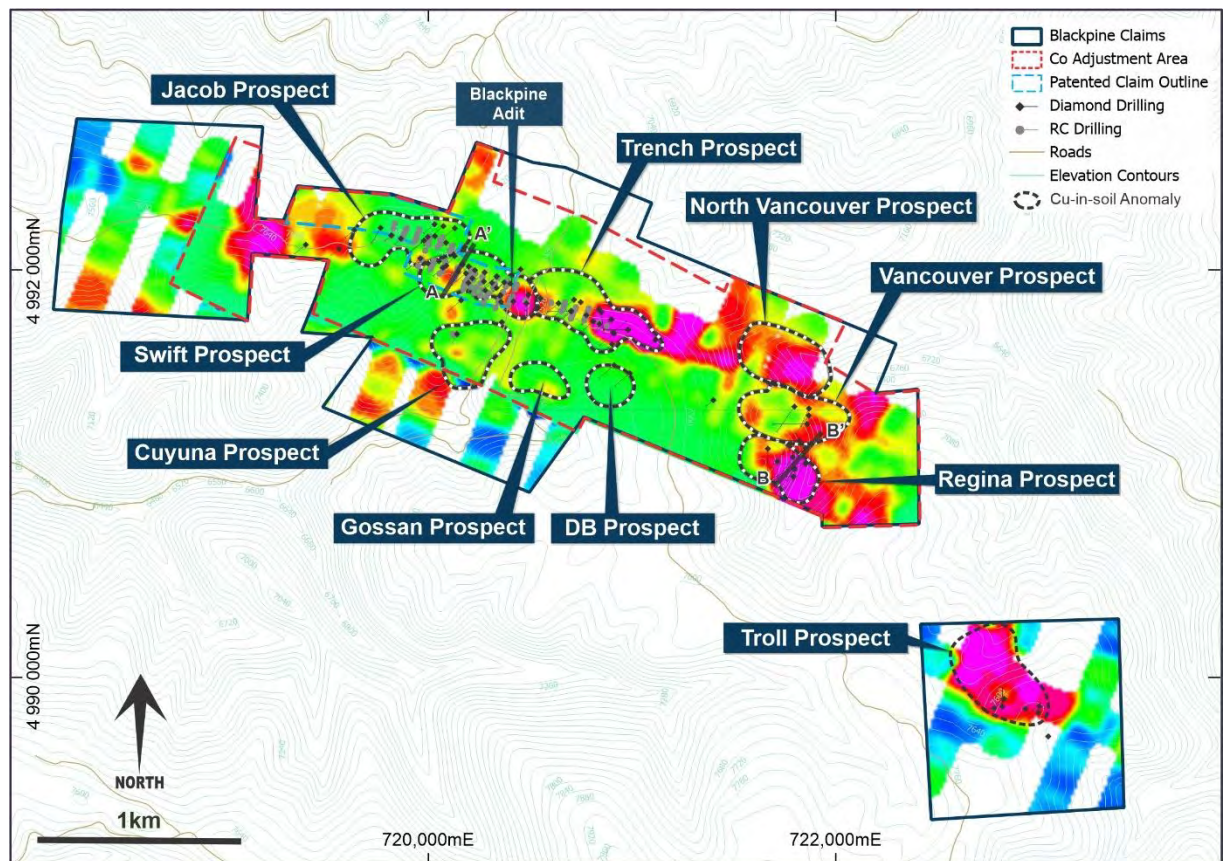 Blackpine Claims
Co Adjustment Area
Patented Claim Outline
Diamond Drilling
RC Drilling
Roads
Elevation Contours
Cu-in-soil Anomaly
Jacob Prospect
Blackpine
Adit
Trench Prospect
North Vancouver Prospect
Vancouver Prospect
A'
A
4 992 000mN
Swift Prospect
Cuyuna Prospect
B'
B
Regina Prospect
Gossan Prospect
DB Prospect
Troll Prospect
4 990 000mN
NORTH
1km
720,000mE
722,000mE